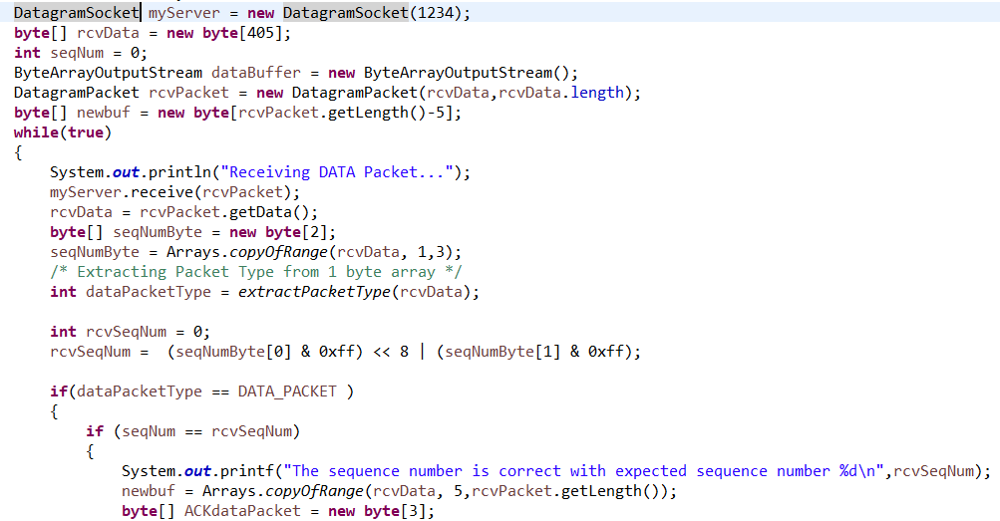 DatagramSocket myServer = new DatagramSocket(1234);
byte[] rcvData = new byte[405];
int seqNum = 0;
ByteArrayOutputStream dataBuffer = new ByteArrayOutputStream();
DatagramPacket rcvPacket = new DatagramPacket(rcvData,rcvData.length);
byte[] newbuf = new byte[rcvPacket.getLength()-5];
while(true)
{
    System.out.println("Receiving DATA Packet...");
    myServer.receive(rcvPacket);
    rcvData = rcvPacket.getData();
    byte[] seqNumByte = new byte[2];
    seqNumByte = Arrays.copyOfRange(rcvData, 1,3);
    /* Extracting Packet Type from 1 byte array */
    int dataPacketType = extractPacketType(rcvData);
    int rcvSeqNum = 0;
    rcvSeqNum =  (seqNumByte[0] & 0xff) << 8 | (seqNumByte[1] & 0xff);
    if(dataPacketType == DATA_PACKET )
    {
        if (seqNum == rcvSeqNum)
        {
            System.out.printf("The sequence number is correct with expected sequence number %d\n",rcvSeqNum);
            newbuf = Arrays.copyOfRange(rcvData, 5,rcvPacket.getLength());
            byte[] ACKdataPacket = new byte[3];